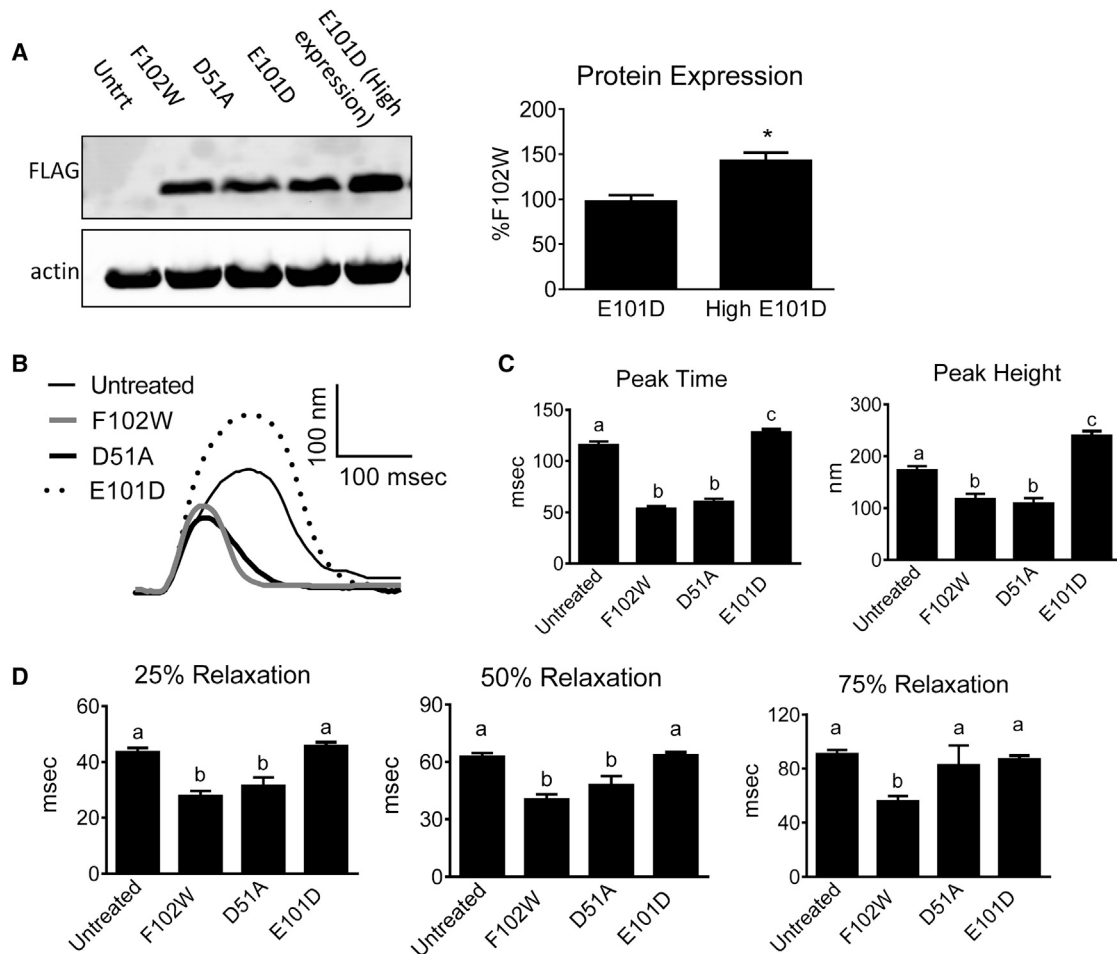 A
Untrt
F102W
D51A
E101D
E101D (High
expression)
FLAG
actin
Protein Expression
%F102W
200
150
100
50
0
*
E101D
High E101D
B
Untreated
F102W
D51A
E101D
100 nm
100 msec
C
Peak Time
msec
150
100
50
0
a
b
b
c
Untreated
F102W
D51A
E101D
Peak Height
nm
300
200
100
0
a
b
b
c
Untreated
F102W
D51A
E101D
D
25% Relaxation
msec
60
40
20
0
a
b
b
a
Untreated
F102W
D51A
E101D
50% Relaxation
msec
90
60
30
0
a
b
b
a
Untreated
F102W
D51A
E101D
75% Relaxation
msec
120
80
40
0
a
b
a
a
Untreated
F102W
D51A
E101D